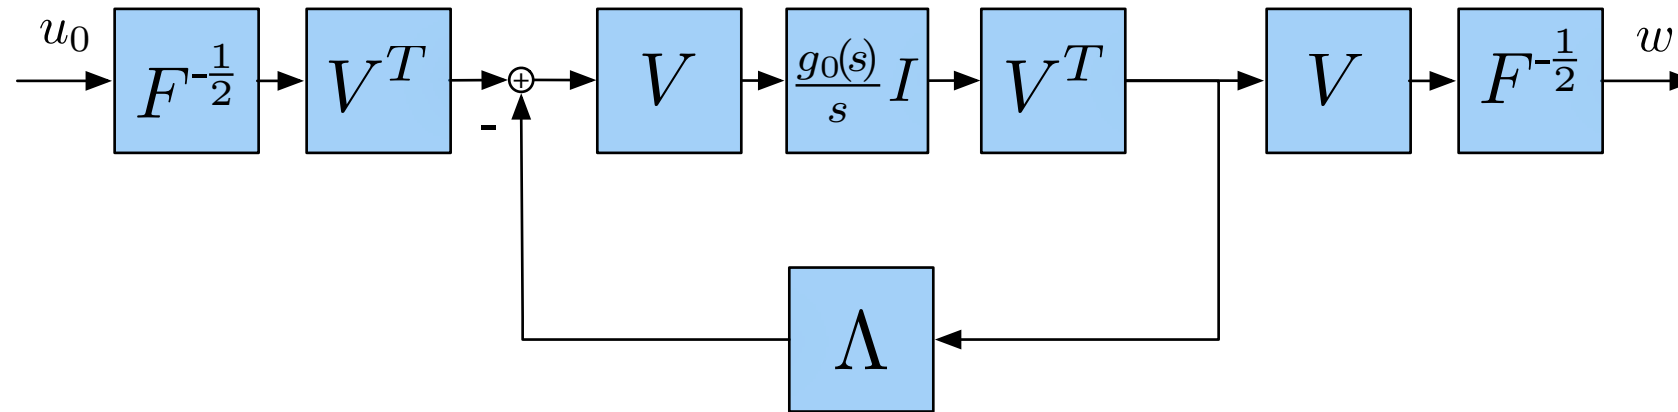 u₀
F^{-1/2}
V^T
+
-
V
g₀(s)/s I
V^T
V
F^{-1/2}
w
Λ